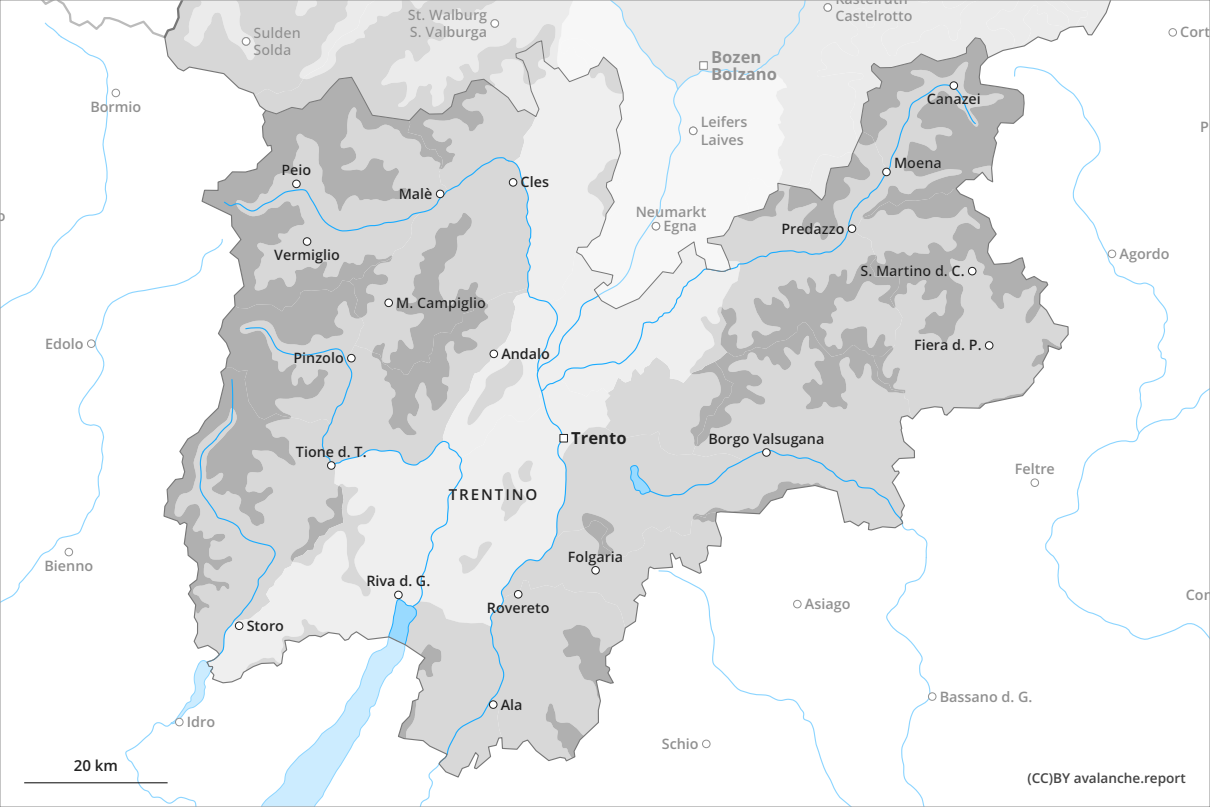 Kastelruth
Castelrotto
St. Walburg
S. Valburga
Sulden
Solda
Cort
Bozen
Bolzano
Bormio
Canazei
Leifers
Laives
P
Moena
Peio
Malè
Cles
Neumarkt
Egna
Predazzo
Vermiglio
Agordo
S. Martino d. C.
M. Campiglio
Edolo
Pinzolo
Andalo
Fiera d. P.
Trento
Borgo Valsugana
Tione d. T.
Feltre
TRENTINO
Bienno
Folgaria
Riva d. G.
Rovereto
Asiago
Cor
Storo
Bassano d. G.
Ala
Idro
Schio
20 km
(CC)BY avalanche.report